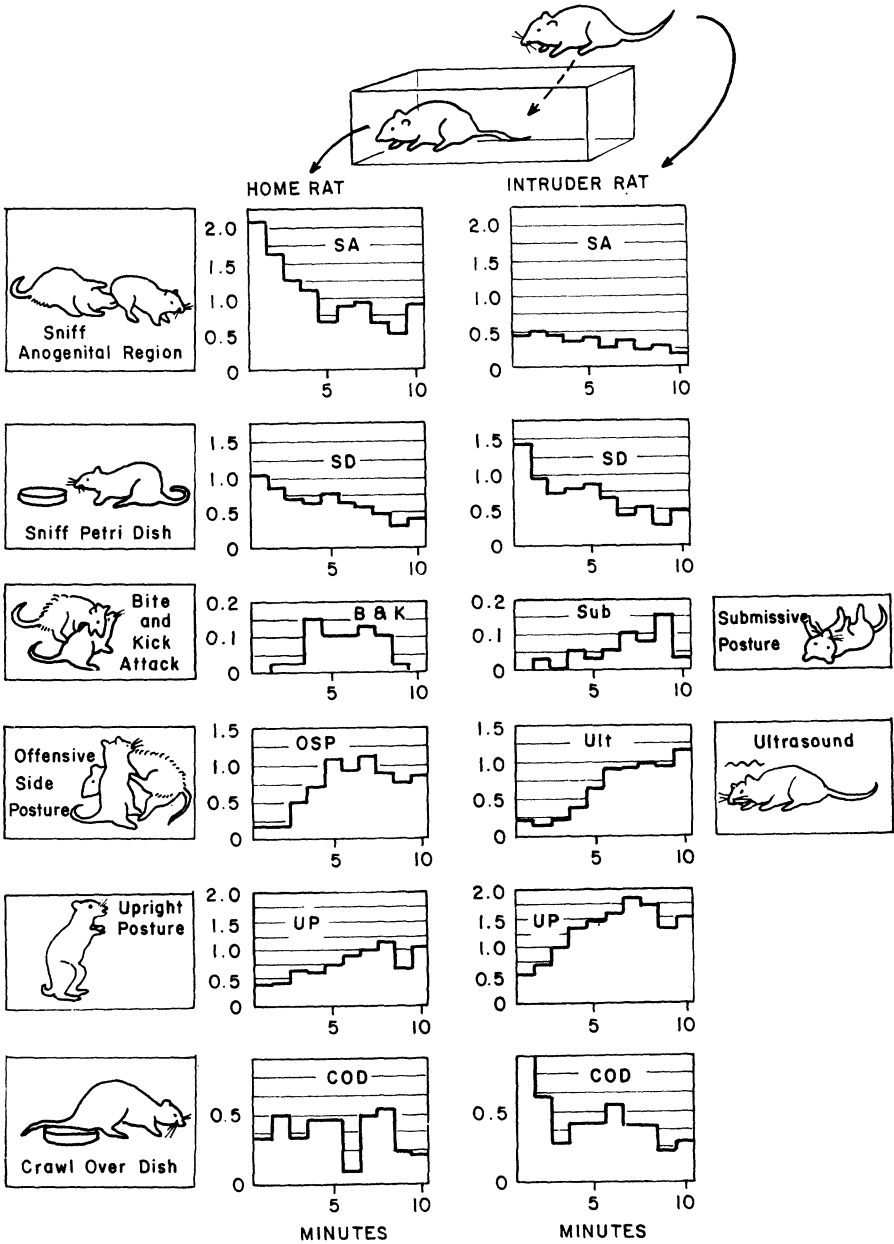 HOME RAT
INTRUDER RAT
Sniff
Anogenital Region
2.0
1.5
1.0
0.5
0
SA
5
10
2.0
1.5
1.0
0.5
0
SA
5
10
Sniff Petri Dish
1.5
1.0
0.5
0
SD
5
10
1.5
1.0
0.5
0
SD
5
10
Bite
and
Kick
Attack
0.2
0.1
0
B & K
5
10
0.2
0.1
0
Sub
5
10
Submissive
Posture
Offensive
Side
Posture
1.5
1.0
0.5
0
OSP
5
10
1.5
1.0
0.5
0
Ult
5
10
Ultrasound
Upright
Posture
2.0
1.5
1.0
0.5
0
UP
5
10
2.0
1.5
1.0
0.5
0
UP
5
10
Crawl Over Dish
0.5
0
COD
5
10
MINUTES
0.5
0
COD
5
10
MINUTES